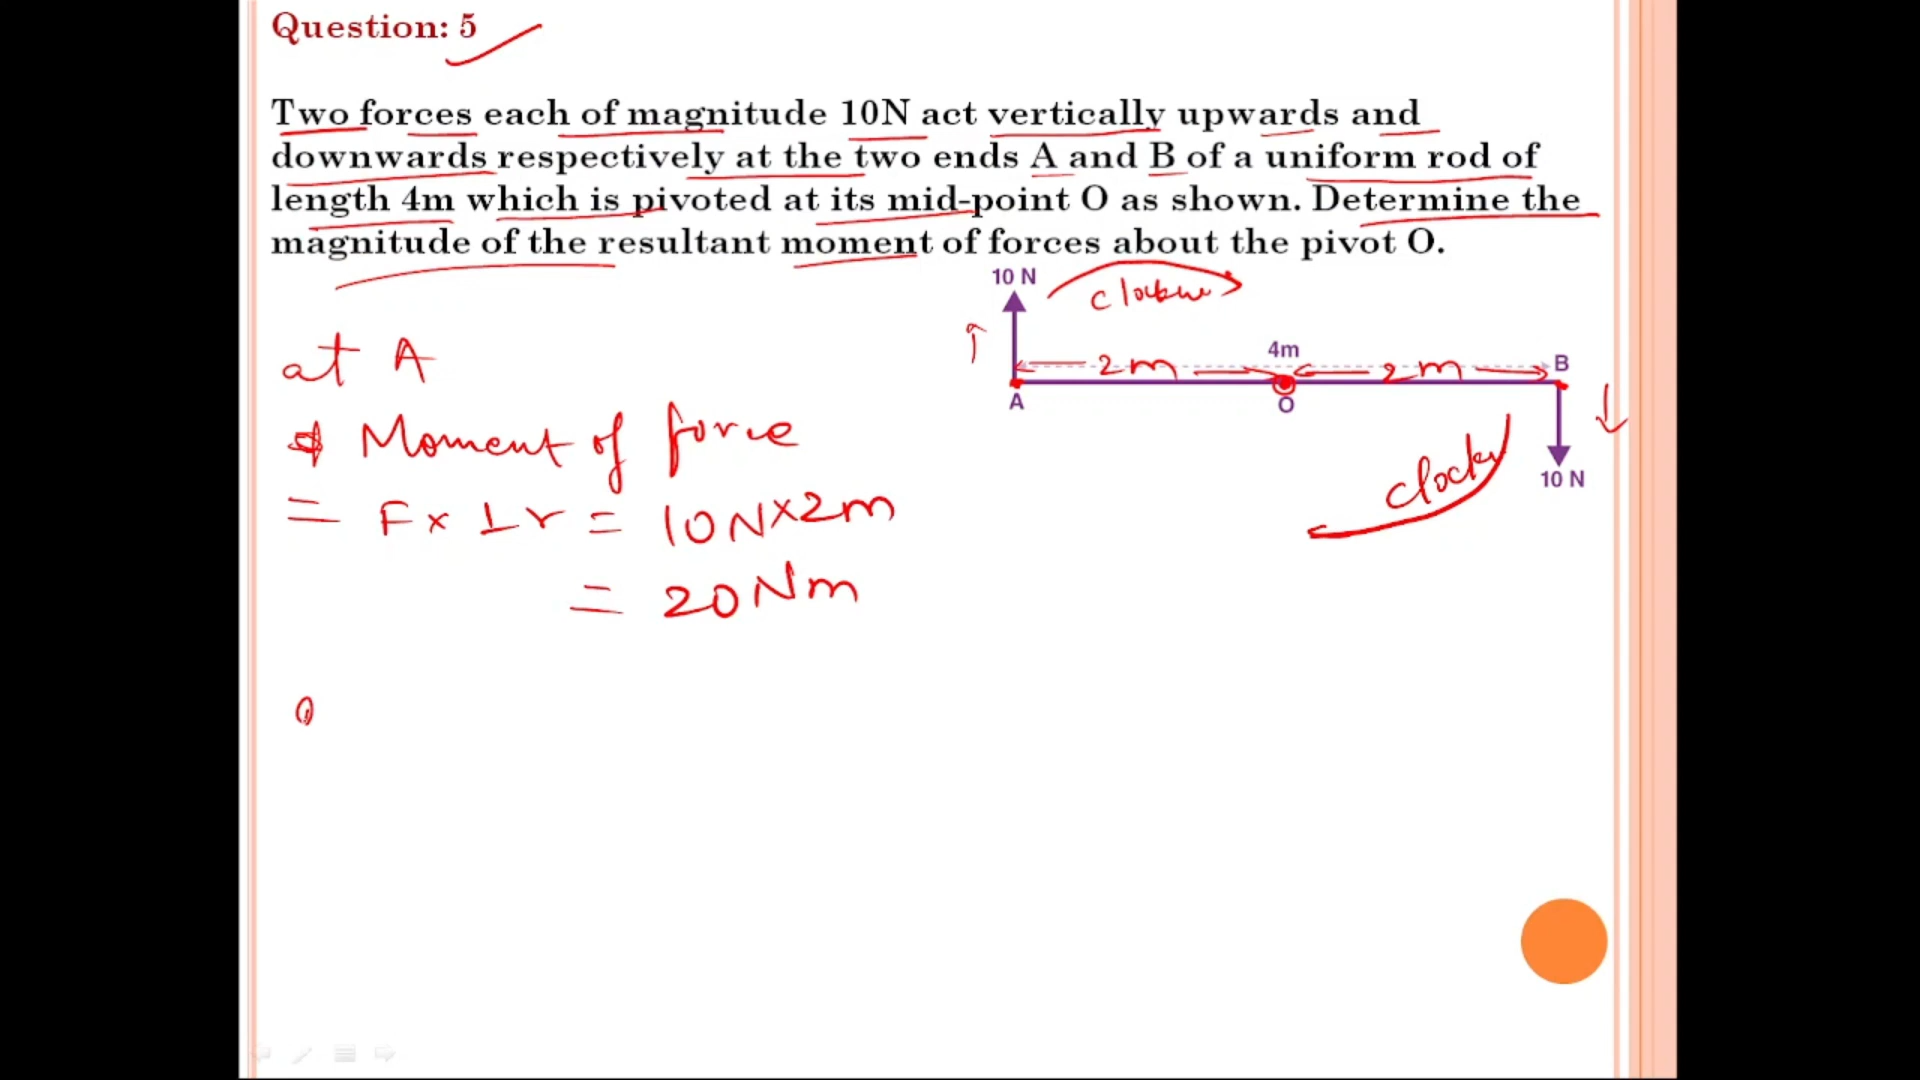 Question: 5
Two forces each of magnitude 10N act vertically upwards and
downwards respectively at the two ends A and B of a uniform rod of
length 4m which is pivoted at its mid-point O as shown. Determine the
magnitude of the resultant moment of forces about the pivot O.
10 N
4m
2m
2m
A
O
B
10 N
at A
Moment of force
= F x ⊥ r = 10N x 2m
= 20Nm